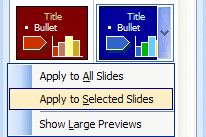 Title
• Bullet
Title
• Bullet
Apply to All Slides
Apply to Selected Slides
Show Large Previews